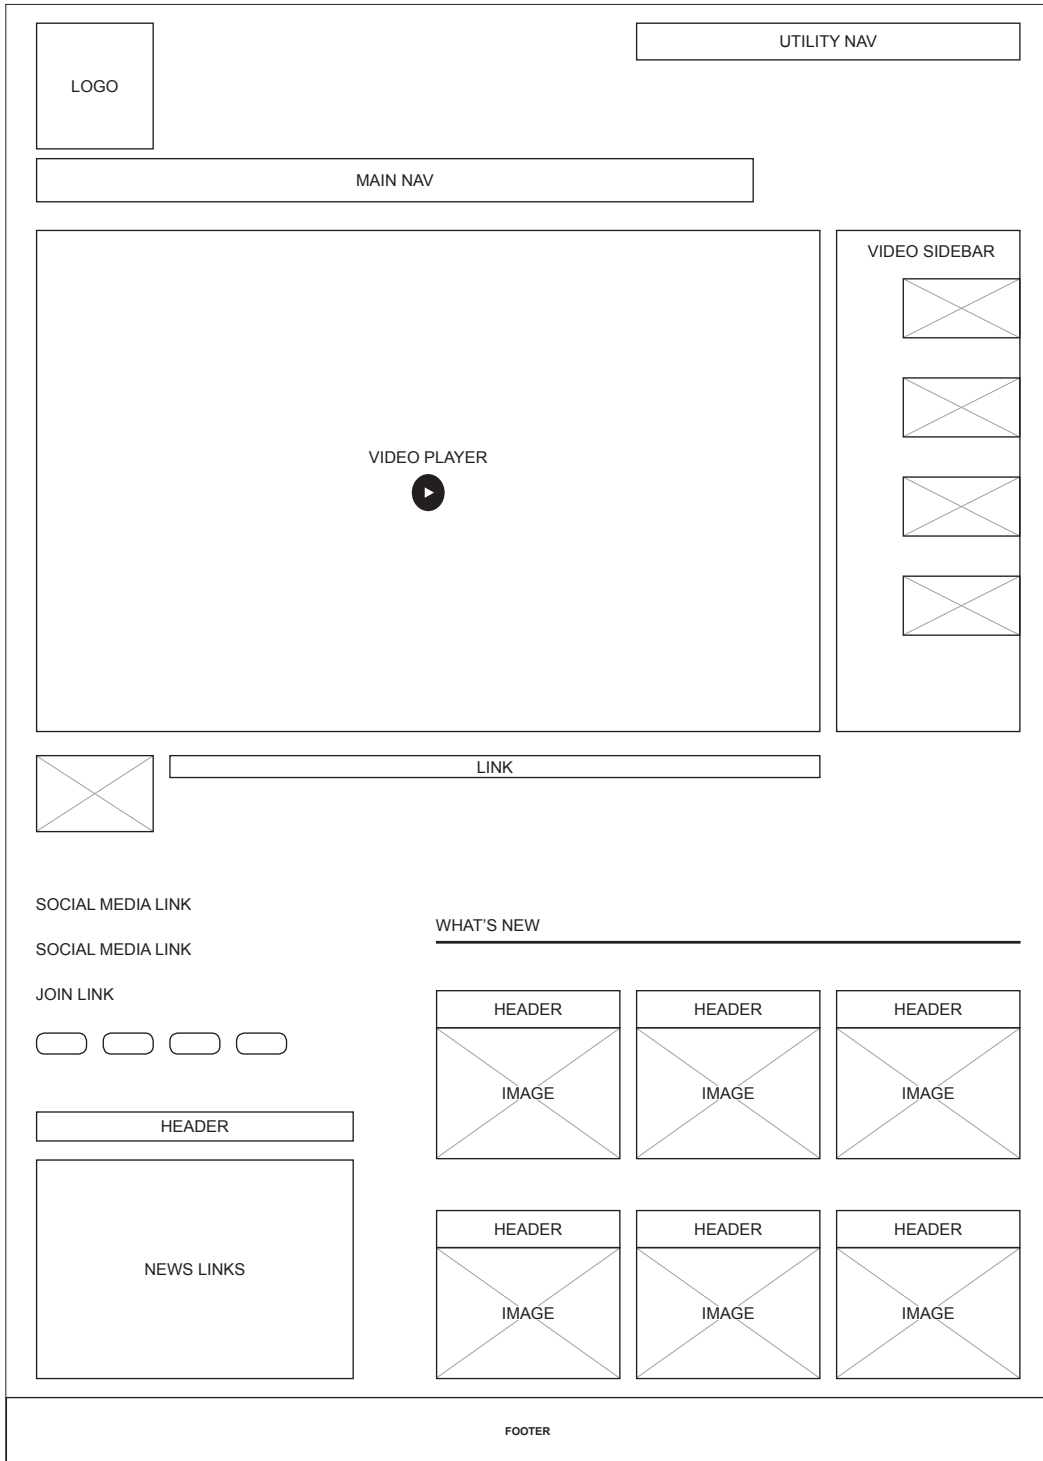 UTILITY NAV
LOGO
MAIN NAV
VIDEO PLAYER
VIDEO SIDEBAR
LINK
SOCIAL MEDIA LINK
SOCIAL MEDIA LINK
JOIN LINK
HEADER
NEWS LINKS
WHAT'S NEW
HEADER
HEADER
HEADER
IMAGE
IMAGE
IMAGE
HEADER
HEADER
HEADER
IMAGE
IMAGE
IMAGE
FOOTER